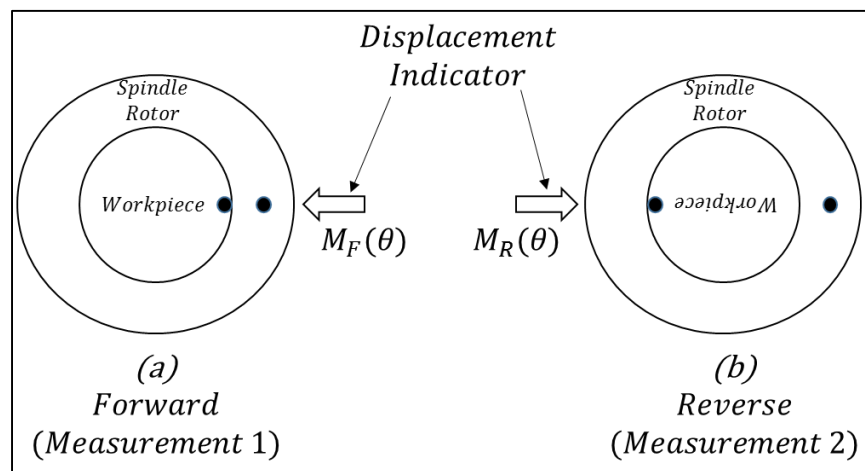 Displacement
Indicator
Spindle
Rotor
Workpiece
M_F(θ)
(a)
Forward
(Measurement 1)
Spindle
Rotor
Workpiece
M_R(θ)
(b)
Reverse
(Measurement 2)